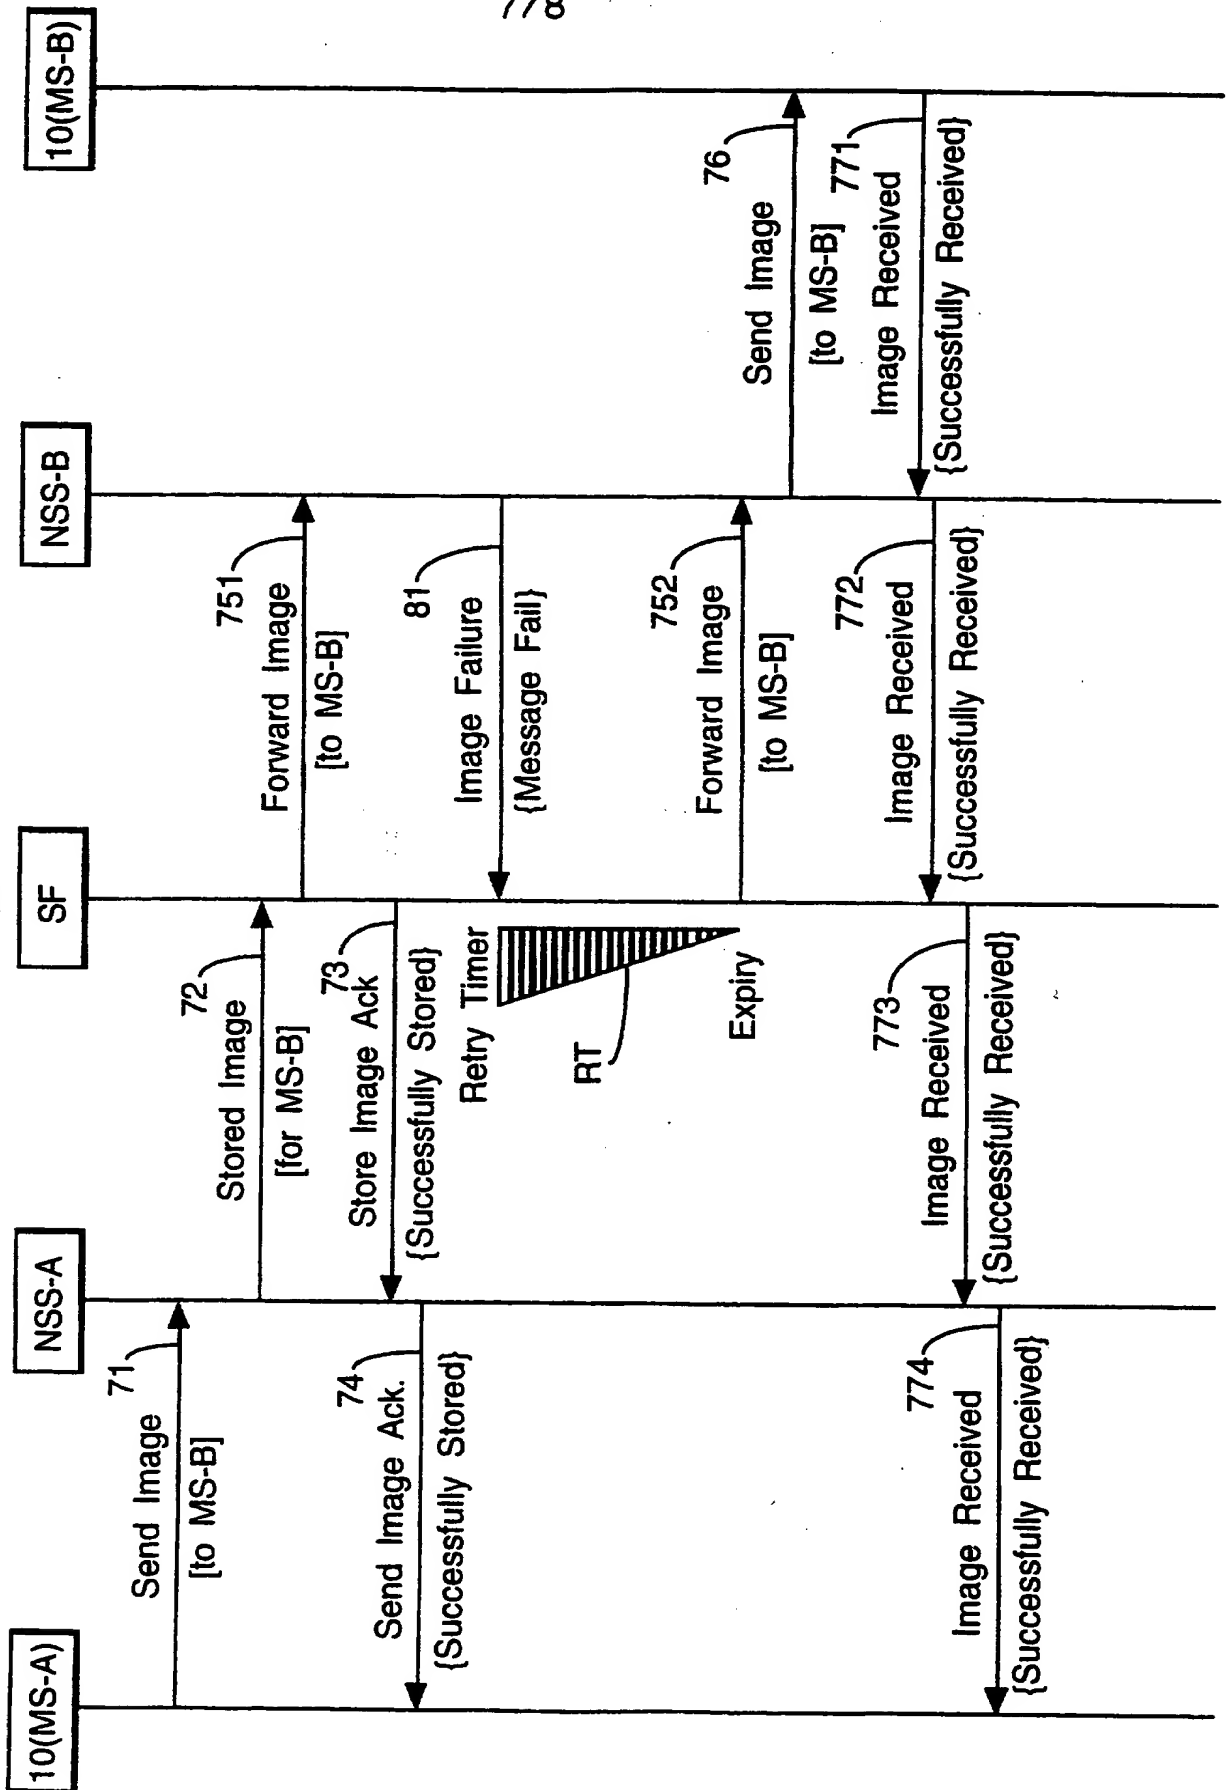 10(MS-A)
NSS-A
SF
NSS-B
10(MS-B)
71
Send Image
[to MS-B]
72
Stored Image
[for MS-B]
751
Forward Image
[to MS-B]
73
Store Image Ack
{Successfully Stored}
74
Send Image Ack.
{Successfully Stored}
81
Image Failure
{Message Fail}
Retry Timer
RT
Expiry
752
Forward Image
[to MS-B]
76
Send Image
[to MS-B]
771
Image Received
{Successfully Received}
772
Image Received
{Successfully Received}
773
Image Received
{Successfully Received}
774
Image Received
{Successfully Received}